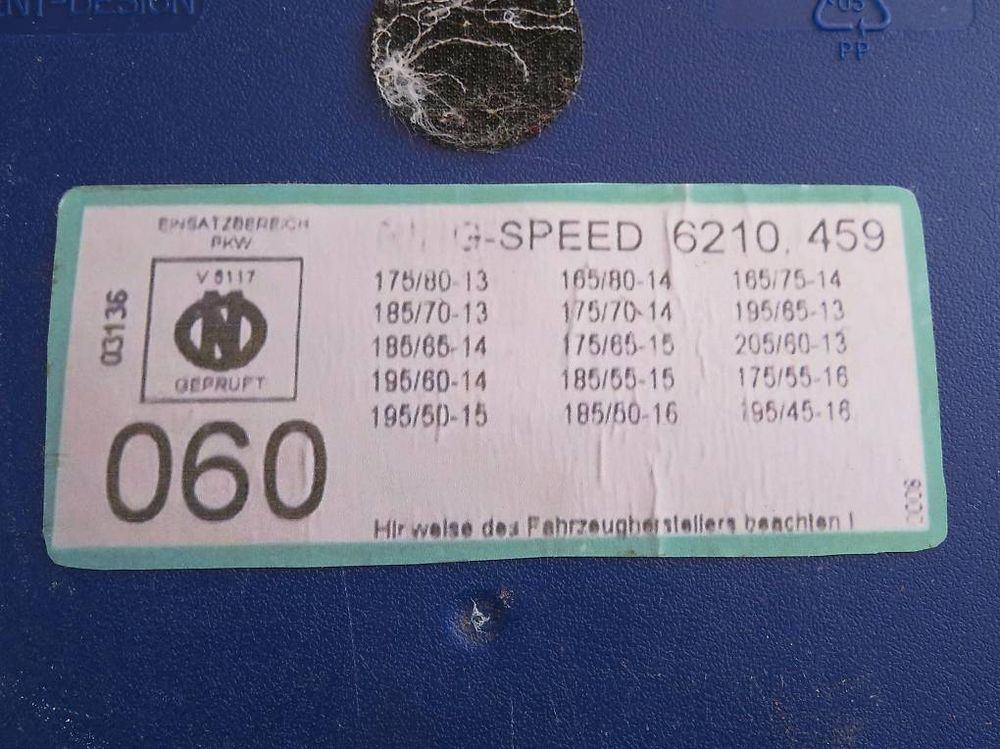 NT-DESIGN
05
PP
EINSATZBEREICH
PKW
V 5117
GEPRÜFT
03136
060
G-SPEED 6210. 459
175/80-13 165/80-14 165/75-14
185/70-13 175/70-14 195/65-13
185/65-14 175/65-15 205/60-13
195/60-14 185/55-15 175/55-16
195/50-15 185/50-16 195/45-16
Hinweise des Fahrzeugherstellers beachten !